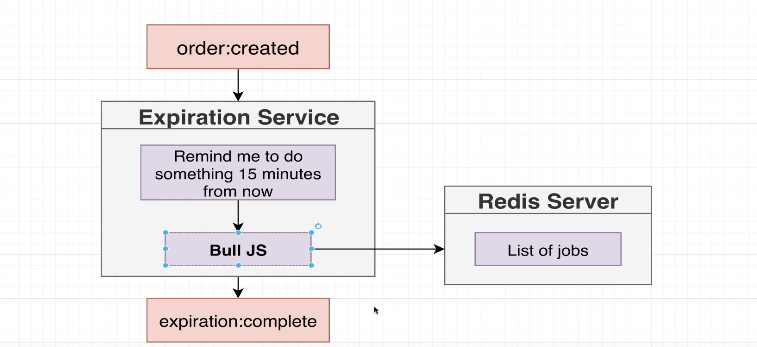 order:created
Expiration Service
Remind me to do
something 15 minutes
from now
Bull JS
Redis Server
List of jobs
expiration:complete